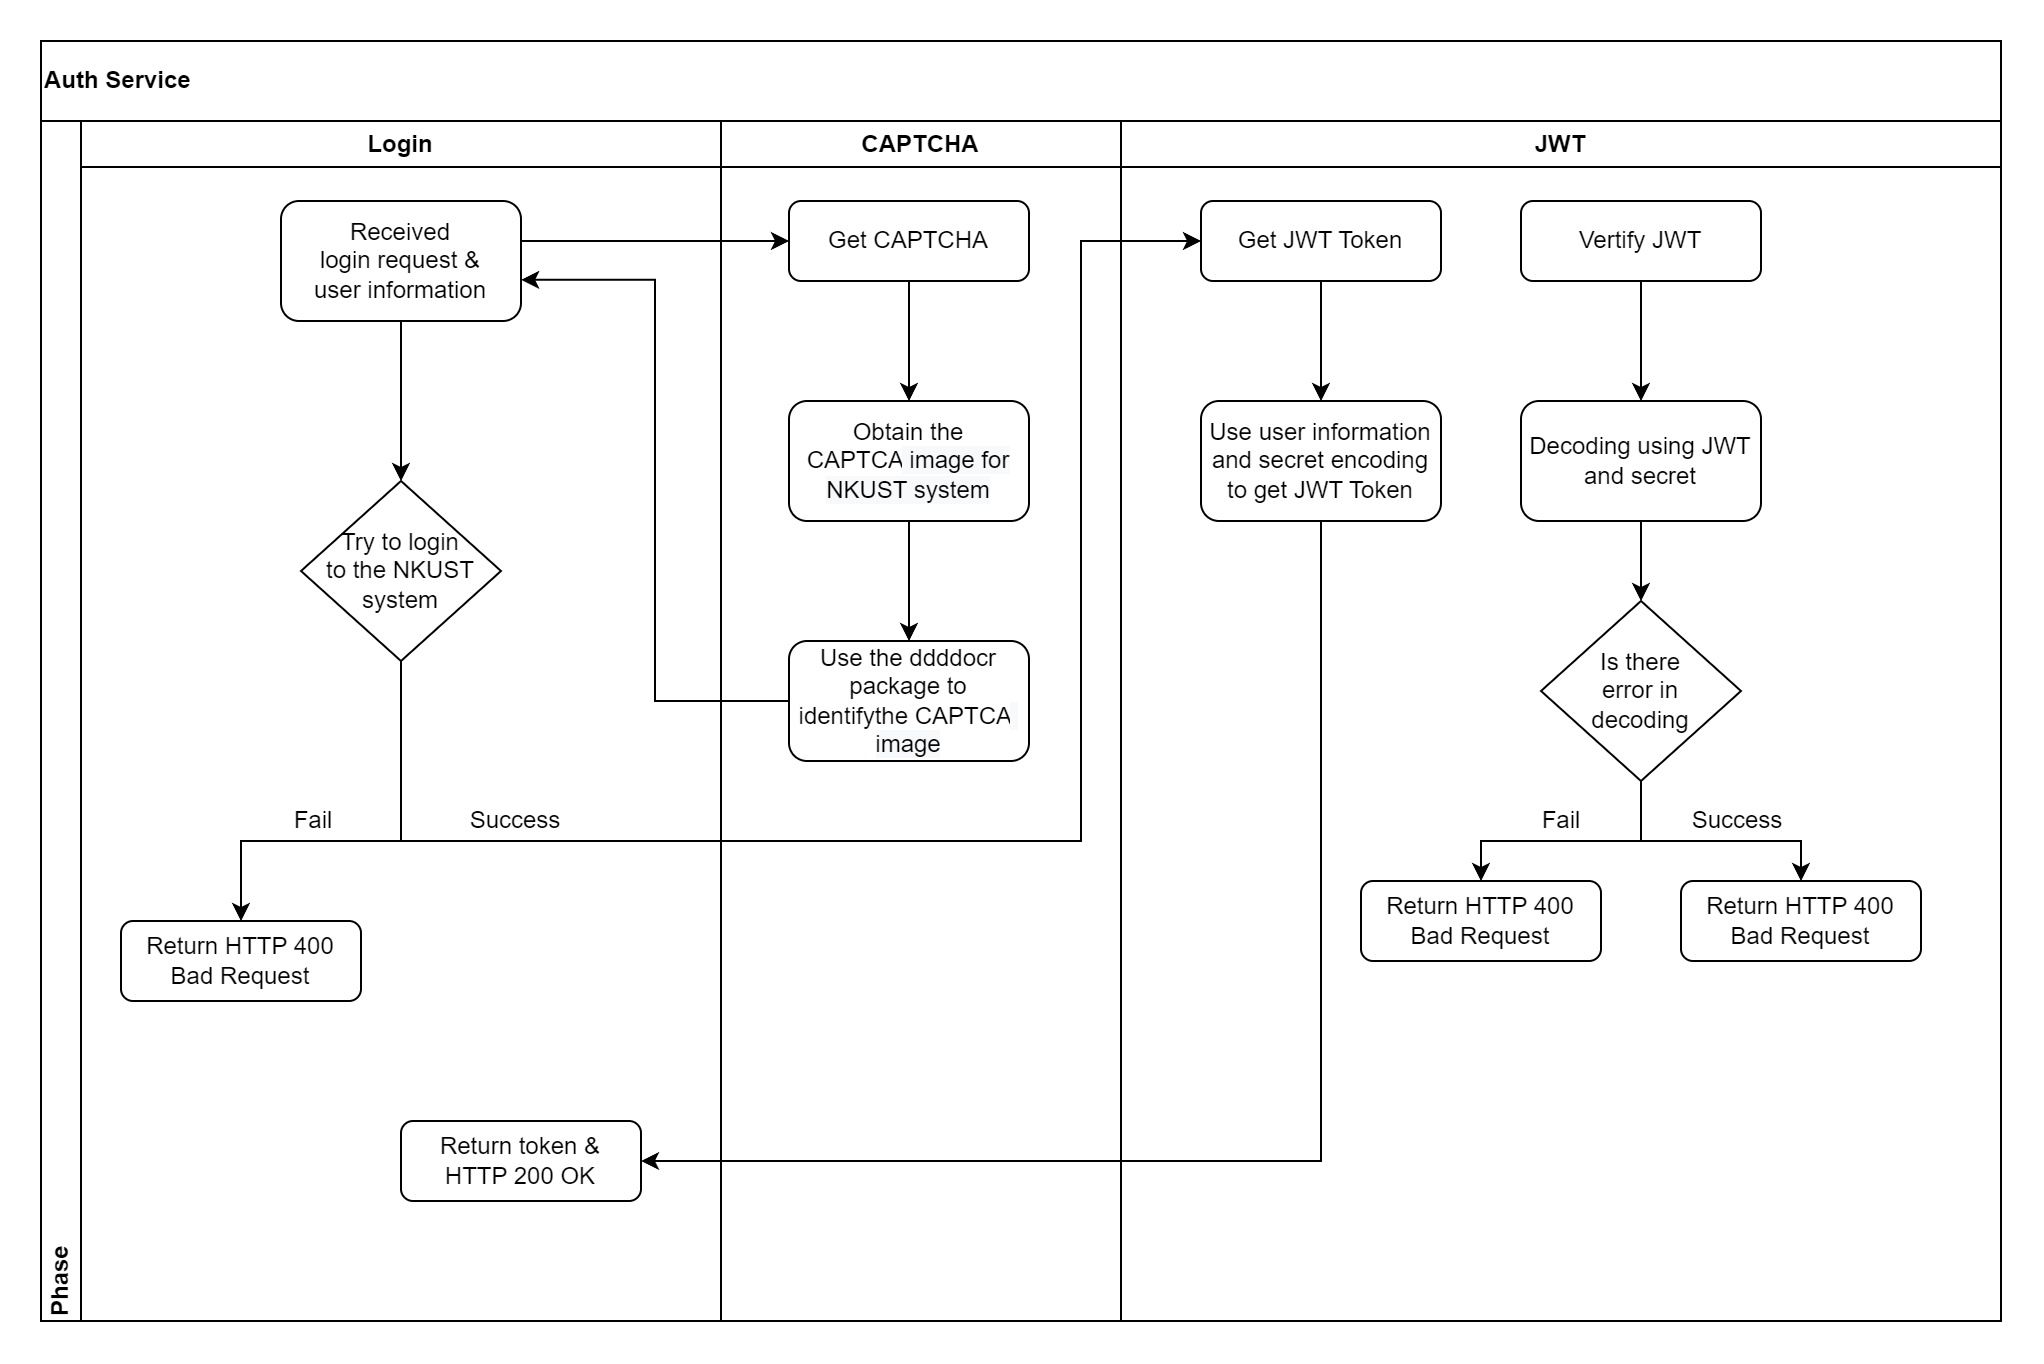 Auth Service
Login
CAPTCHA
JWT
Phase
Received
login request &
user information
Get CAPTCHA
Get JWT Token
Vertify JWT
Obtain the
CAPTCA image for
NKUST system
Use user information
and secret encoding
to get JWT Token
Decoding using JWT
and secret
Try to login
to the NKUST
system
Use the ddddocr
package to
identifythe CAPTCA
image
Is there
error in
decoding
Fail
Success
Fail
Success
Return HTTP 400
Bad Request
Return HTTP 400
Bad Request
Return HTTP 400
Bad Request
Return token &
HTTP 200 OK